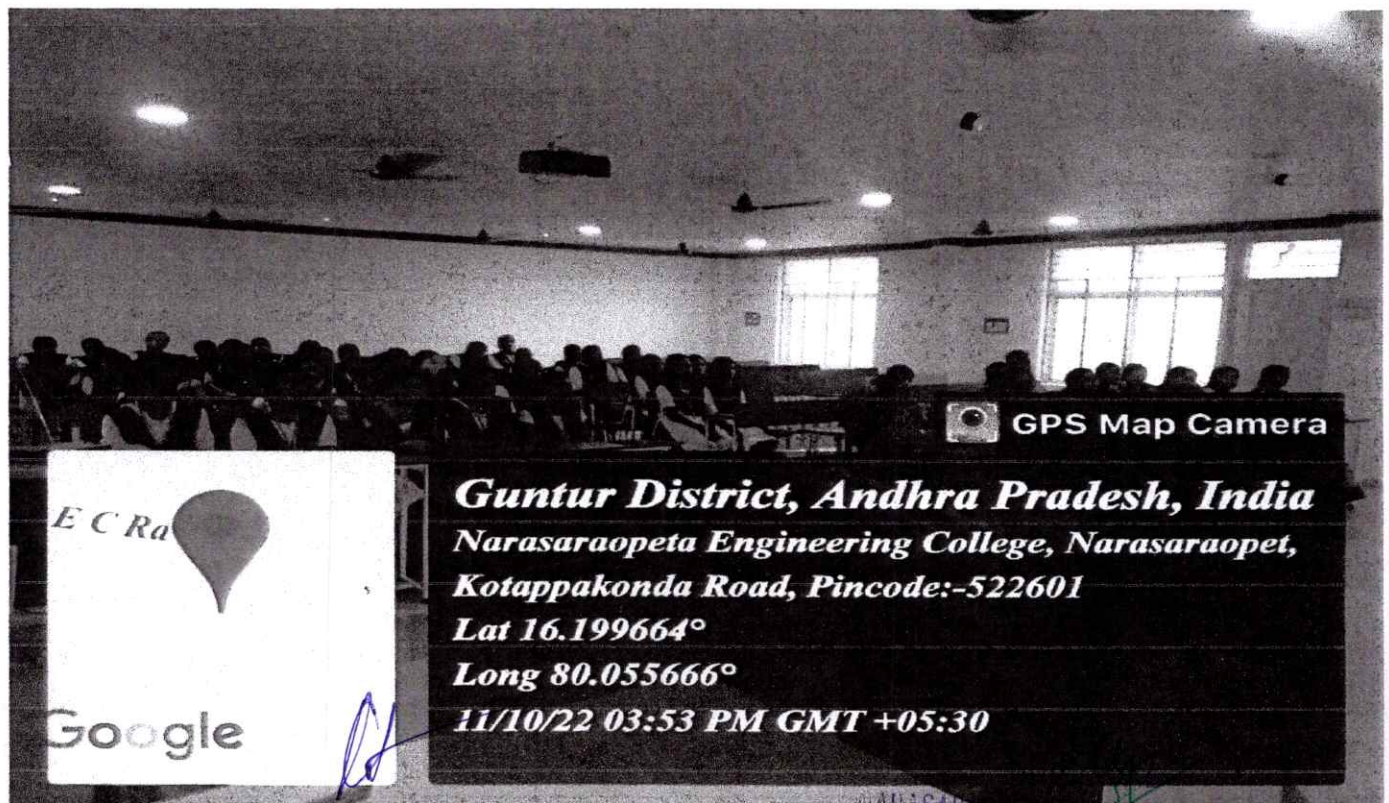 GPS Map Camera
Guntur District, Andhra Pradesh, India
Narasaraopeta Engineering College, Narasaraopet,
Kotappakonda Road, Pincode:-522601
Lat 16.199664°
Long 80.055666°
11/10/22 03:53 PM GMT +05:30
E C Ra
Google